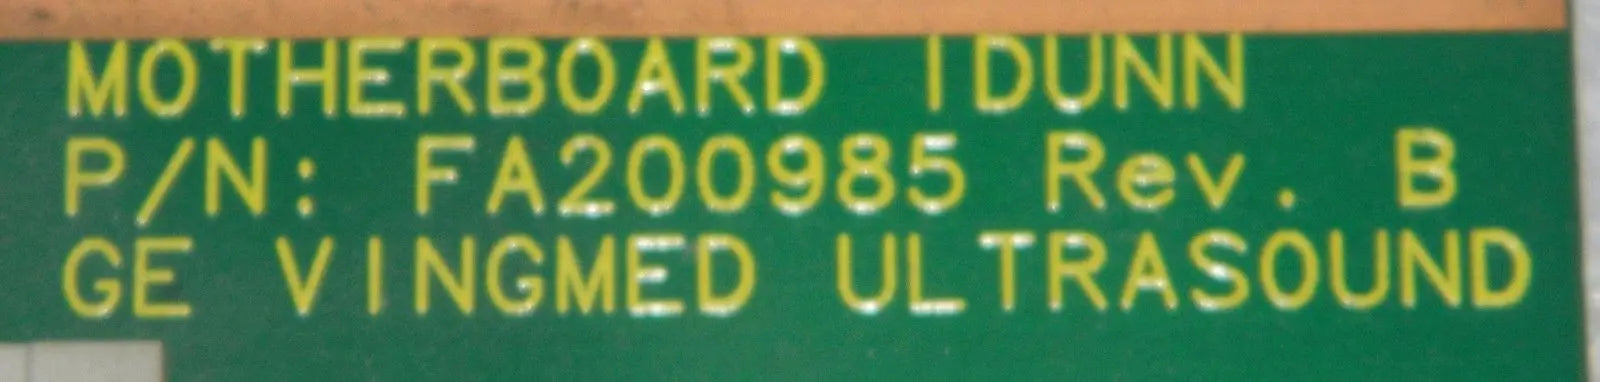 MOTHERBOARD IDUNN
P/N: FA200985 Rev. B
GE VINGMED ULTRASOUND